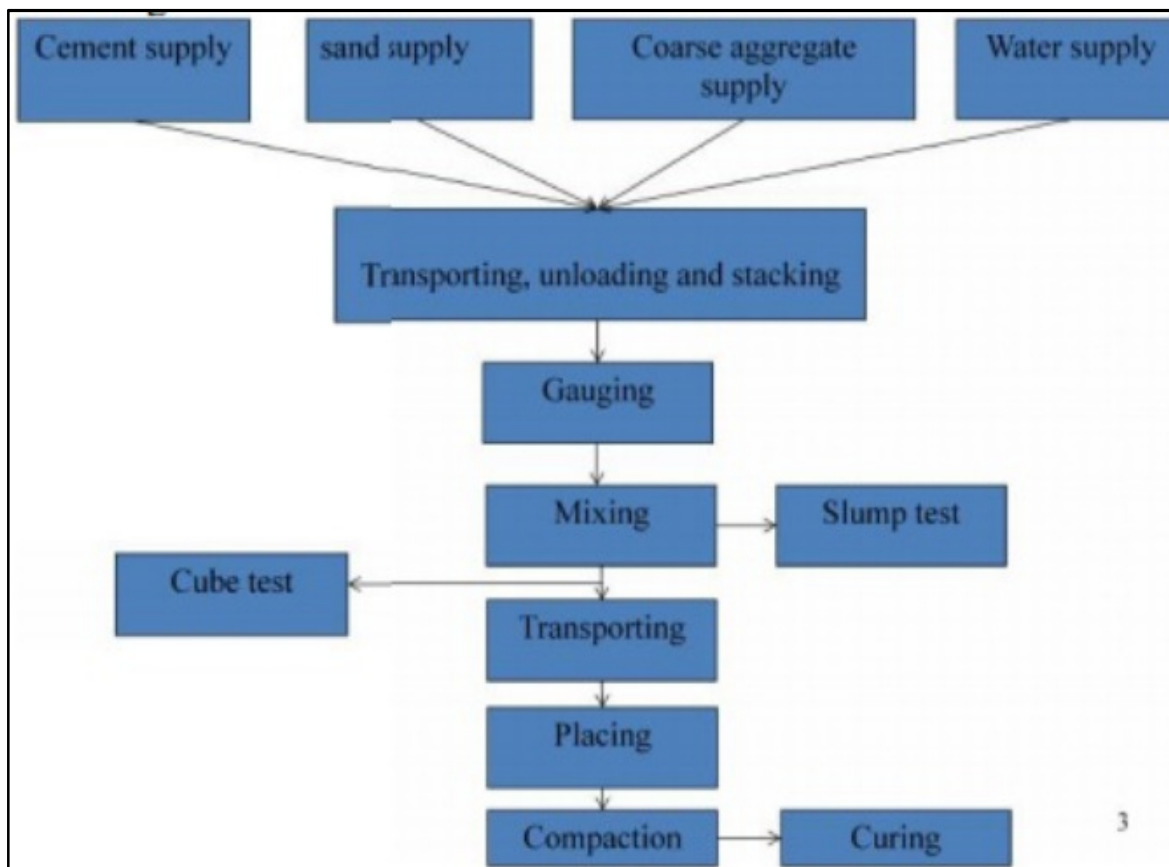 Cement supply
sand supply
Coarse aggregate
supply
Water supply
Transporting, unloading and stacking
Gauging
Mixing
Slump test
Cube test
Transporting
Placing
Compaction
Curing
3